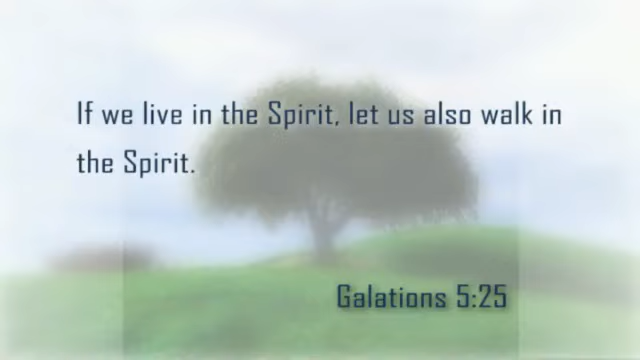 If we live in the Spirit, let us also walk in
the Spirit.
Galations 5:25